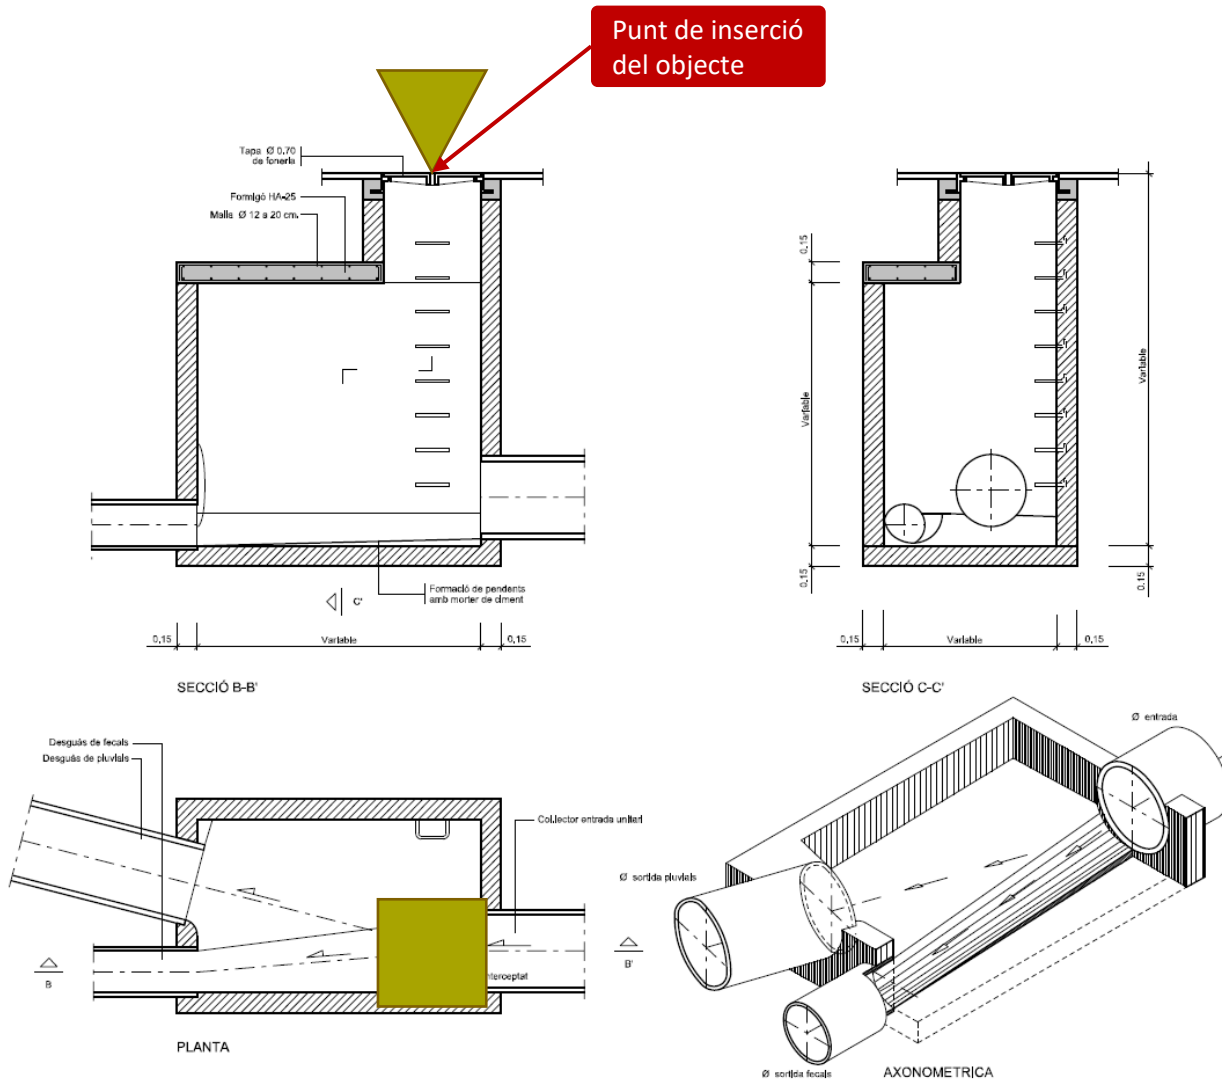 Punt de inserció
del objecte
Tapa Ø 0,70
de foneria
Formigó HA-25
Malla Ø 12 a 20 cm.
Formació de pendents
amb morter de ciment
C'
0,15
Variable
0,15
SECCIÓ B-B'
0,15
Variable
0,15
Variable
0,15
0,15
Variable
0,15
SECCIÓ C-C'
Desguàs de fecals
Desguàs de pluvials
Col.lector entrada unitari
nterceptat
B
B'
PLANTA
Ø entrada
Ø sortida pluvials
Ø sortida fecals
AXONOMETRICA